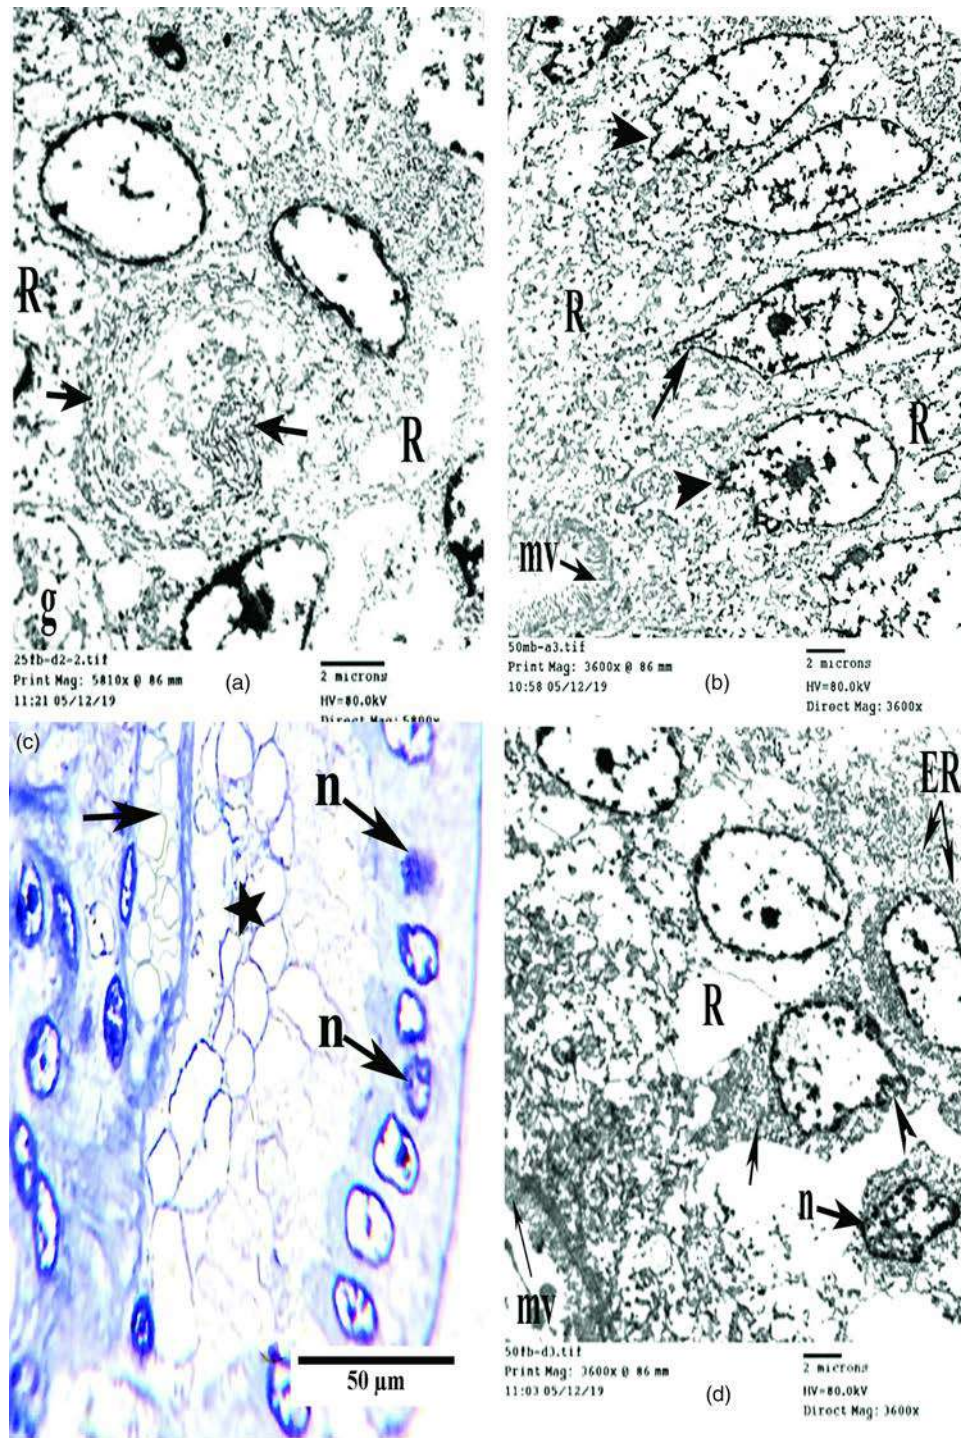 R
R
g
25fb-d2-2.tif
Print Mag: 5810x @ 86 mm
11:21 05/12/19
(a)
2 microns
HV=80.0kV
Direct Mag: 5800x
R
R
mv
50mb-a3.tif
Print Mag: 3600x @ 86 mm
10:58 05/12/19
(b)
2 microns
HV=80.0kV
Direct Mag: 3600x
(c)
n
n
50 µm
ER
R
n
mv
50fb-d3.tif
Print Mag: 3600x @ 86 mm
11:03 05/12/19
(d)
2 microns
HV=80.0kV
Direct Mag: 3600x